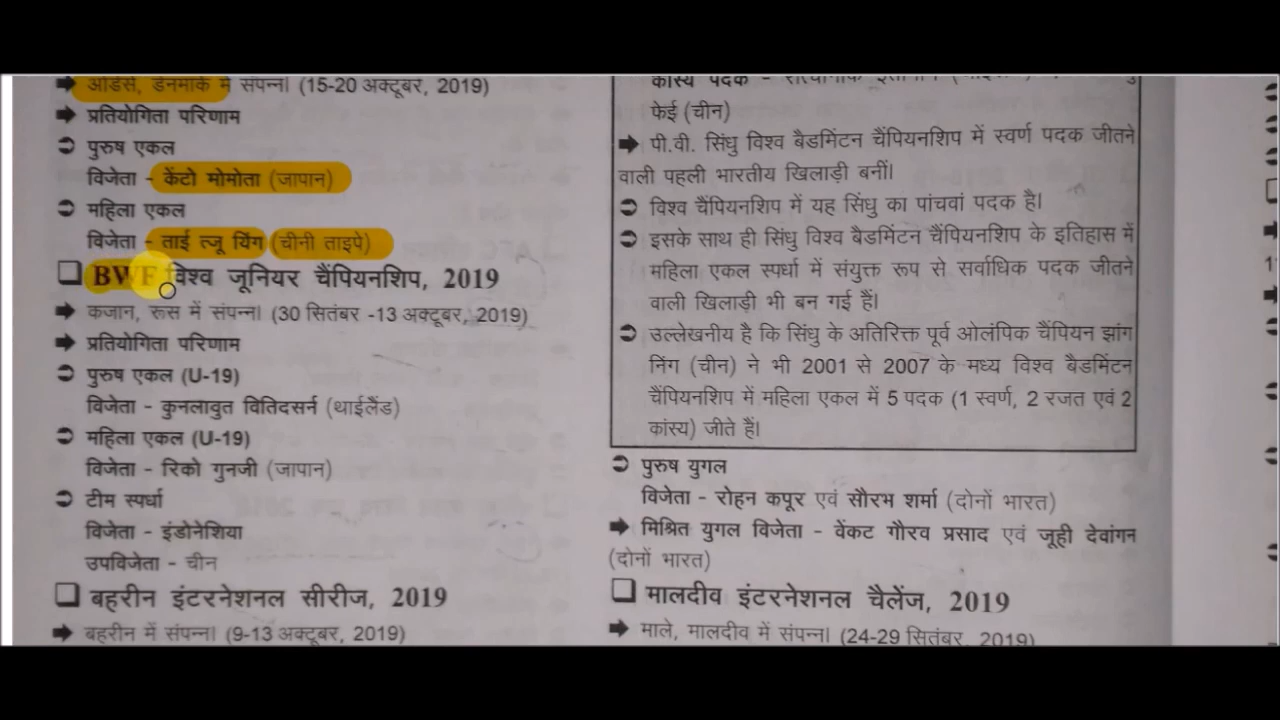 ओडेंसे, डेनमार्क में संपन्न। (15-20 अक्टूबर, 2019)
प्रतियोगिता परिणाम
पुरुष एकल
विजेता - केंटो मोमोता (जापान)
महिला एकल
विजेता - ताई त्जू यिंग (चीनी ताइपे)
BWF विश्व जूनियर चैंपियनशिप, 2019
कजान, रूस में संपन्न। (30 सितंबर -13 अक्टूबर, 2019)
प्रतियोगिता परिणाम
पुरुष एकल (U-19)
विजेता - कुनलावुत वितिदसर्न (थाईलैंड)
महिला एकल (U-19)
विजेता - रिको गुनजी (जापान)
टीम स्पर्धा
विजेता - इंडोनेशिया
उपविजेता - चीन
बहरीन इंटरनेशनल सीरीज, 2019
बहरीन में संपन्न। (9-13 अक्टूबर, 2019)
कांस्य पदक -
फेई (चीन)
पी.वी. सिंधु विश्व बैडमिंटन चैंपियनशिप में स्वर्ण पदक जीतने
वाली पहली भारतीय खिलाड़ी बनीं।
विश्व चैंपियनशिप में यह सिंधु का पांचवां पदक है।
इसके साथ ही सिंधु विश्व बैडमिंटन चैंपियनशिप के इतिहास में
महिला एकल स्पर्धा में संयुक्त रूप से सर्वाधिक पदक जीतने
वाली खिलाड़ी भी बन गई हैं।
उल्लेखनीय है कि सिंधु के अतिरिक्त पूर्व ओलंपिक चैंपियन झांग
निंग (चीन) ने भी 2001 से 2007 के मध्य विश्व बैडमिंटन
चैंपियनशिप में महिला एकल में 5 पदक (1 स्वर्ण, 2 रजत एवं 2
कांस्य) जीते हैं।
पुरुष युगल
विजेता - रोहन कपूर एवं सौरभ शर्मा (दोनों भारत)
मिश्रित युगल विजेता - वेंकट गौरव प्रसाद एवं जूही देवांगन
(दोनों भारत)
मालदीव इंटरनेशनल चैलेंज, 2019
माले, मालदीव में संपन्न। (24-29 सितंबर, 2019)